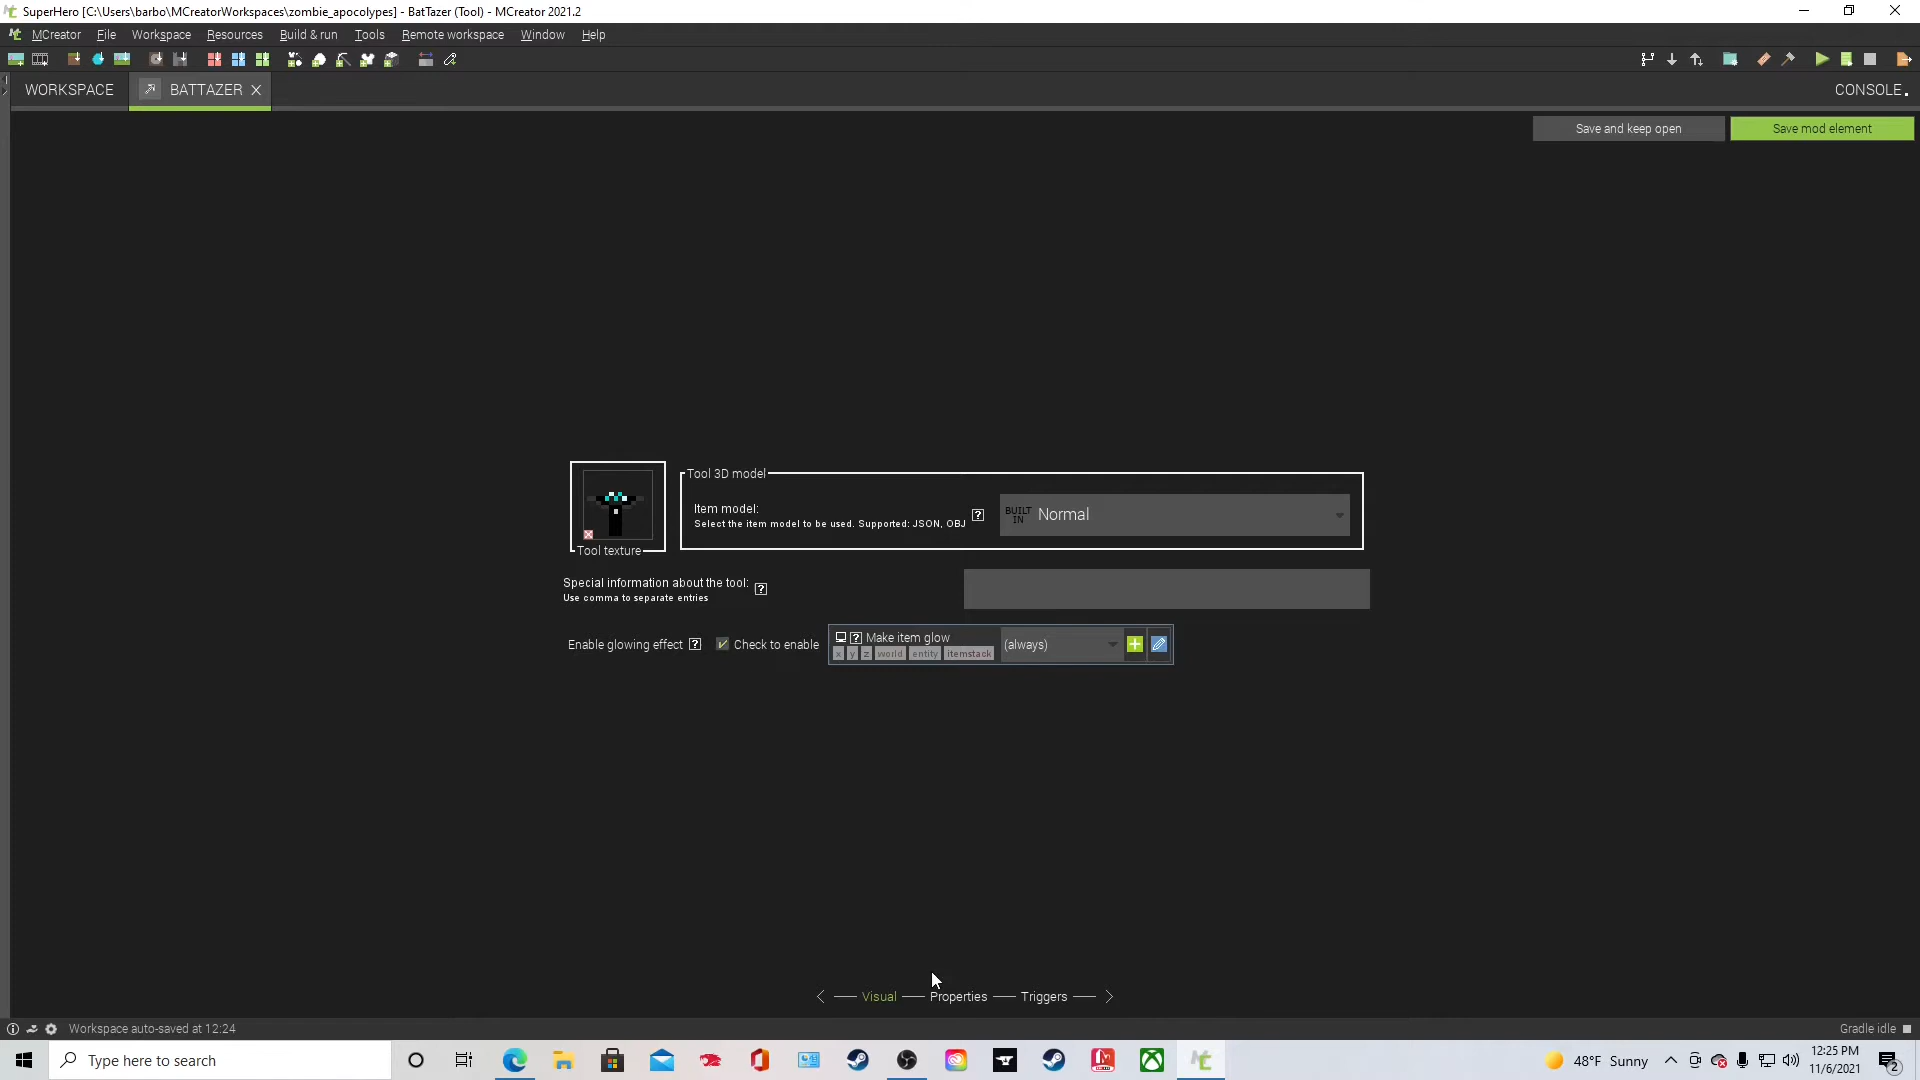 SuperHero [C:\Users\barbo\MCreatorWorkspaces\zombie_apocolypes] - BatTazer (Tool) - MCreator 2021.2
MCreator File Workspace Resources Build & run Tools Remote workspace Window Help
WORKSPACE BATTAZER CONSOLE
Save and keep open Save mod element
Tool 3D model
Item model:
Select the item model to be used. Supported: JSON, OBJ
?
BUILT IN
Normal
Tool texture
Special information about the tool:
Use comma to separate entries
?
Enable glowing effect ? Check to enable ? Make item glow (always)
x y z world entity itemstack
Visual Properties Triggers
Workspace auto-saved at 12:24 Gradle idle
Type here to search
48°F Sunny
12:25 PM
11/6/2021
2